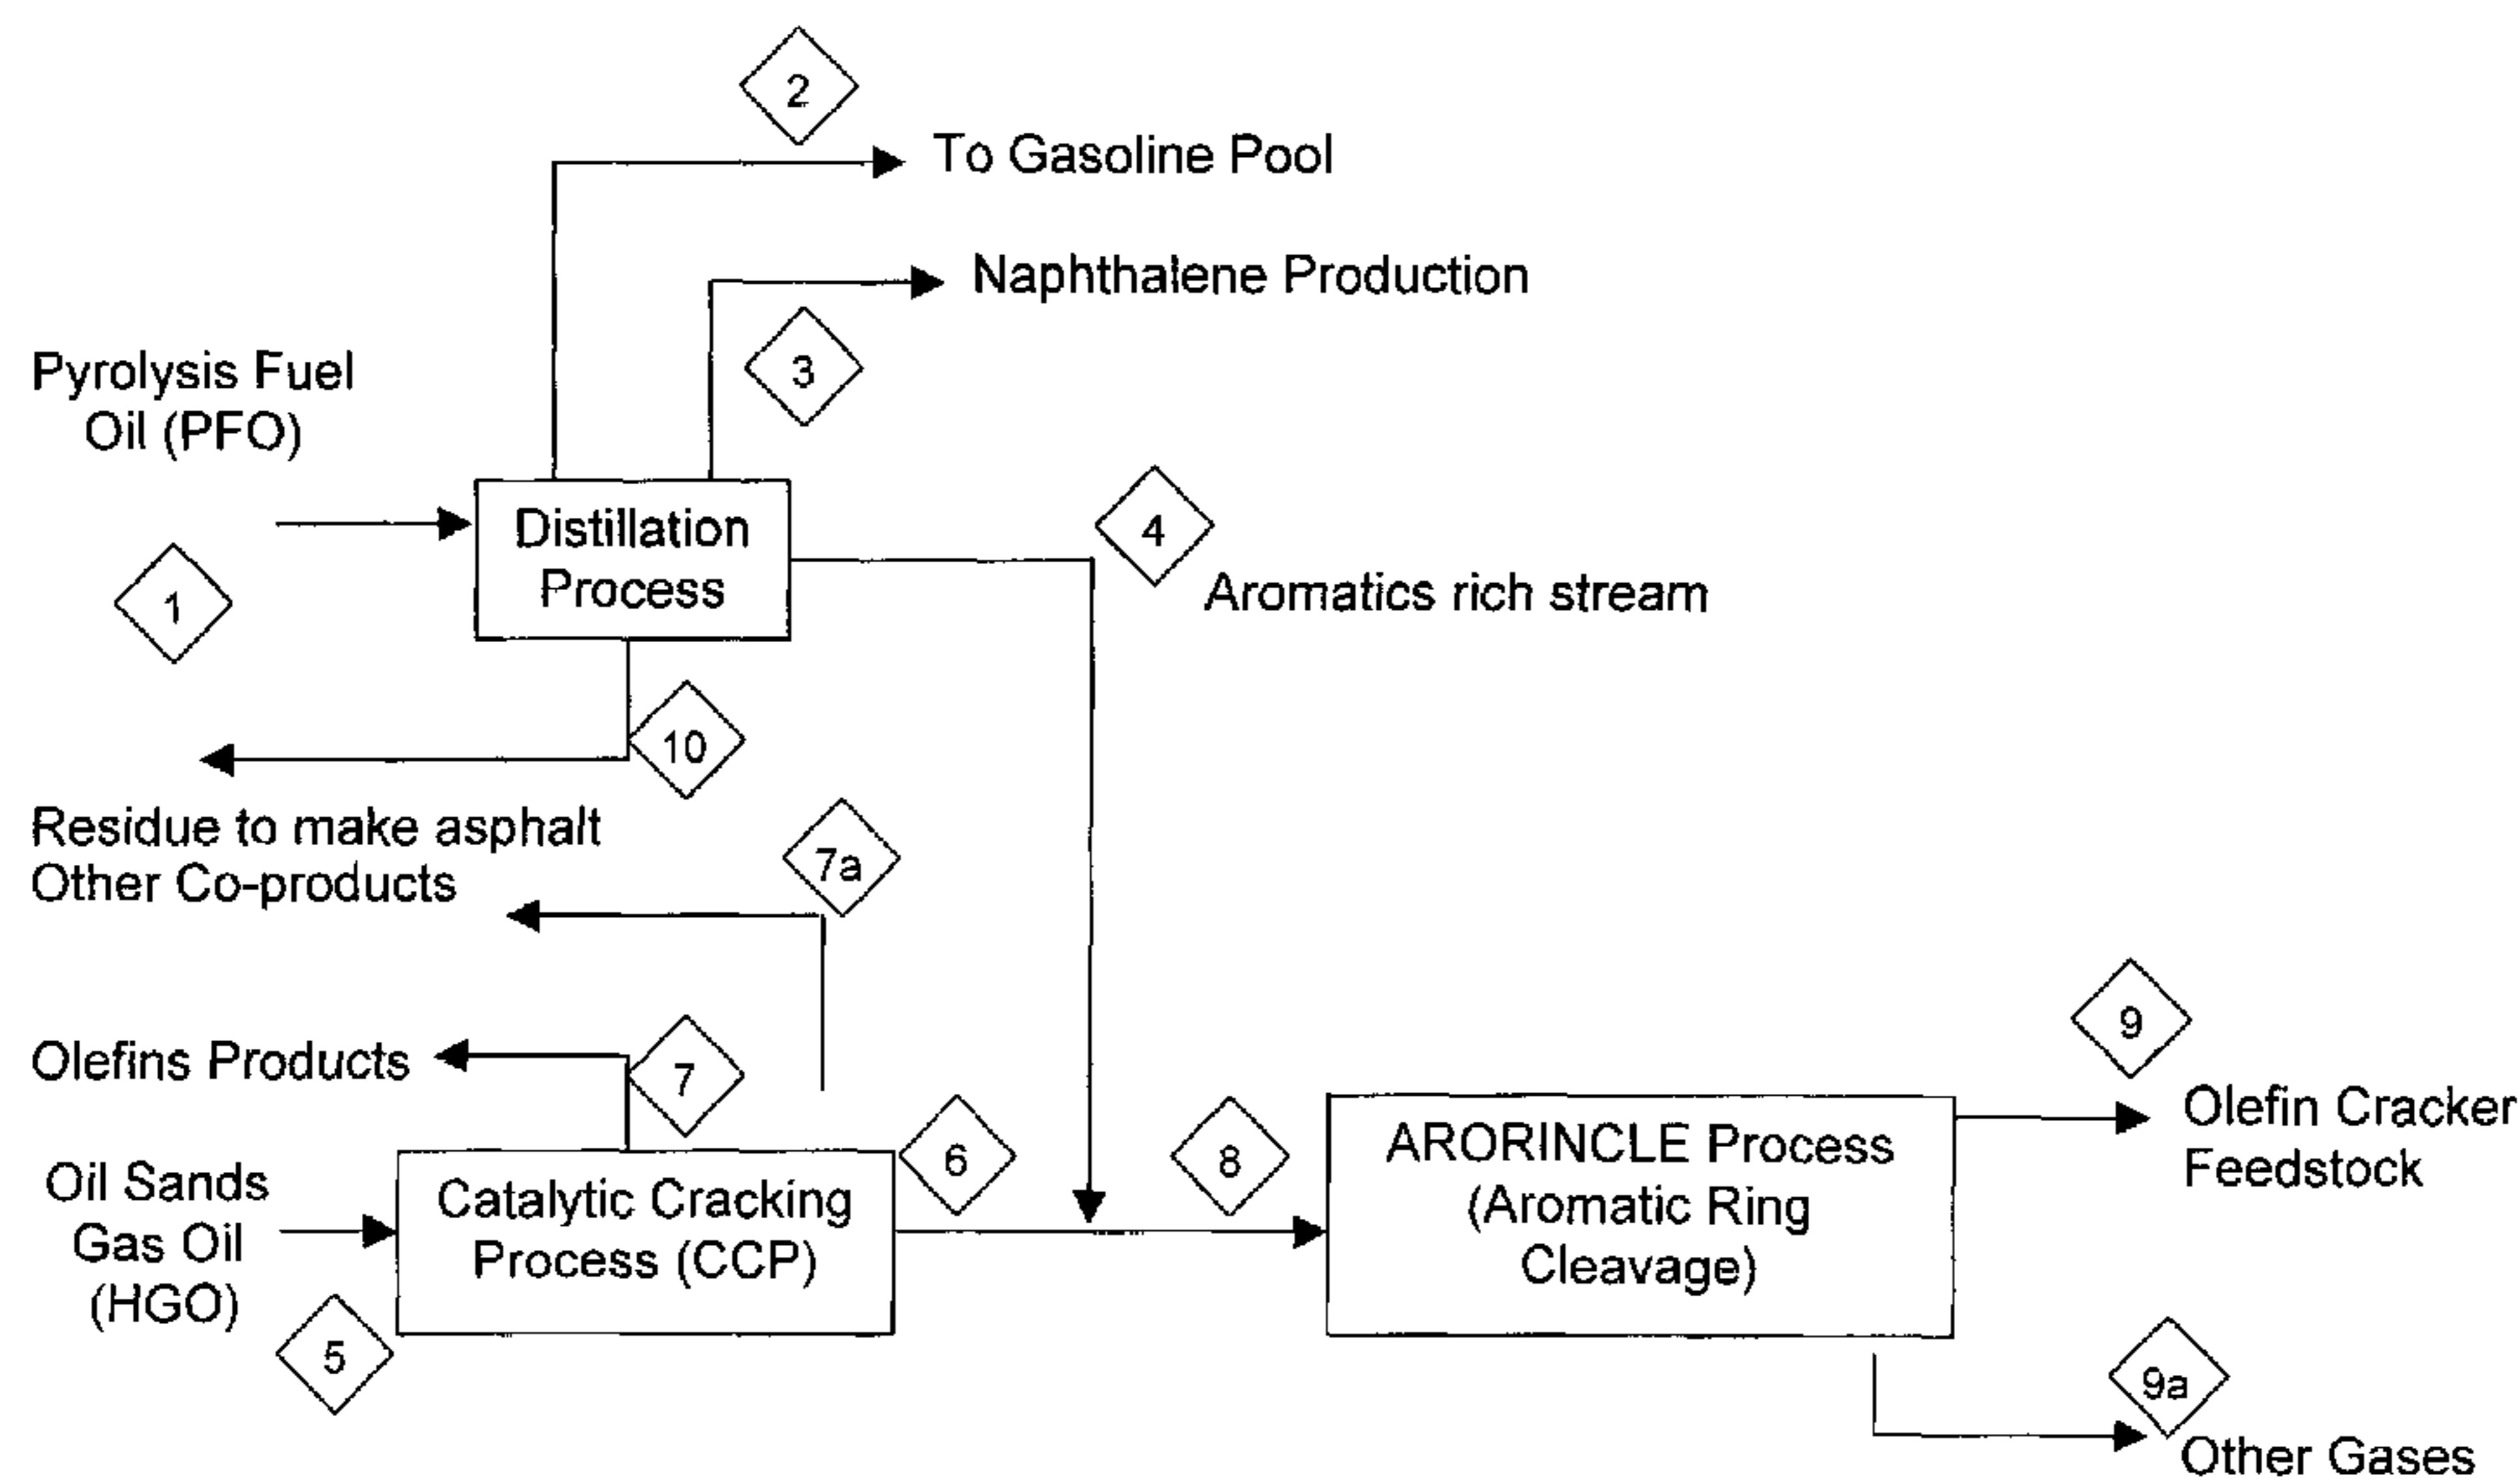 2
To Gasoline Pool
Naphthalene Production
3
Pyrolysis Fuel
Oil (PFO)
1
Distillation
Process
4
Aromatics rich stream
10
Residue to make asphalt
Other Co-products
7a
Olefins Products
7
Oil Sands
Gas Oil
(HGO)
5
Catalytic Cracking
Process (CCP)
6
8
ARORINCLE Process
(Aromatic Ring
Cleavage)
9
Olefin Cracker
Feedstock
9a
Other Gases